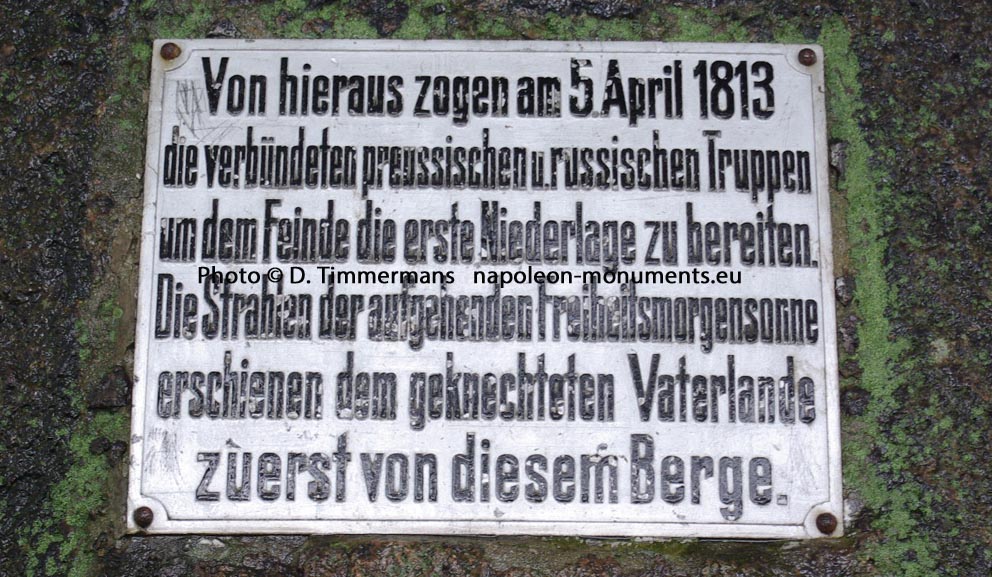 Von hieraus zogen am 5. April 1813
die verbündeten preussischen u. russischen Truppen
um dem Feinde die erste Niederlage zu bereiten.
Photo © D. Timmermans napoleon-monuments.eu
Die Strahlen der aufgehenden Freiheitsmorgensonne
erschienen dem geknechteten Vaterlande
zuerst von diesem Berge.